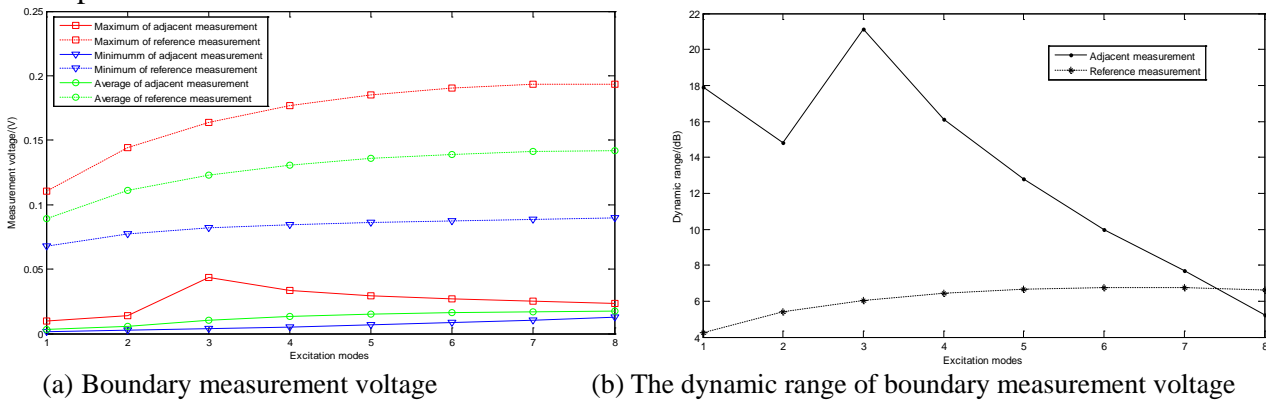 Maximum of adjacent measurement
Maximum of reference measurement
Minimumm of adjacent measurement
Minimum of reference measurement
Average of adjacent measurement
Average of reference measurement
0.25
0.2
0.15
0.1
0.05
0
Measurement voltage/(V)
1 2 3 4 5 6 7 8
Excitation modes
(a) Boundary measurement voltage
22
20
18
16
14
12
10
8
6
4
Dynamic range/(dB)
Adjacent measurement
Reference measurement
1 2 3 4 5 6 7 8
Excitation modes
(b) The dynamic range of boundary measurement voltage